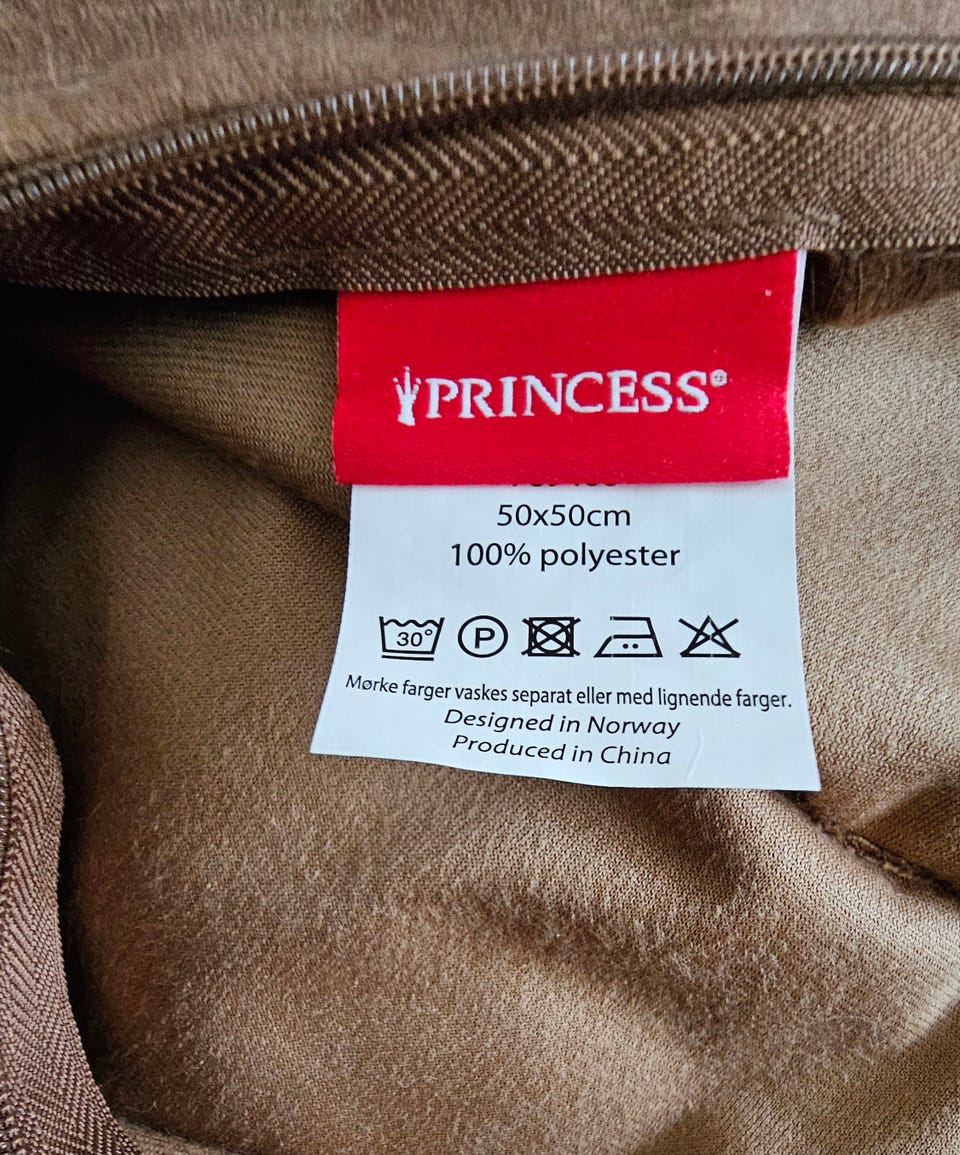 PRINCESS®
50x50cm
100% polyester
30° P
Mørke farger vaskes separat eller med lignende farger.
Designed in Norway
Produced in China